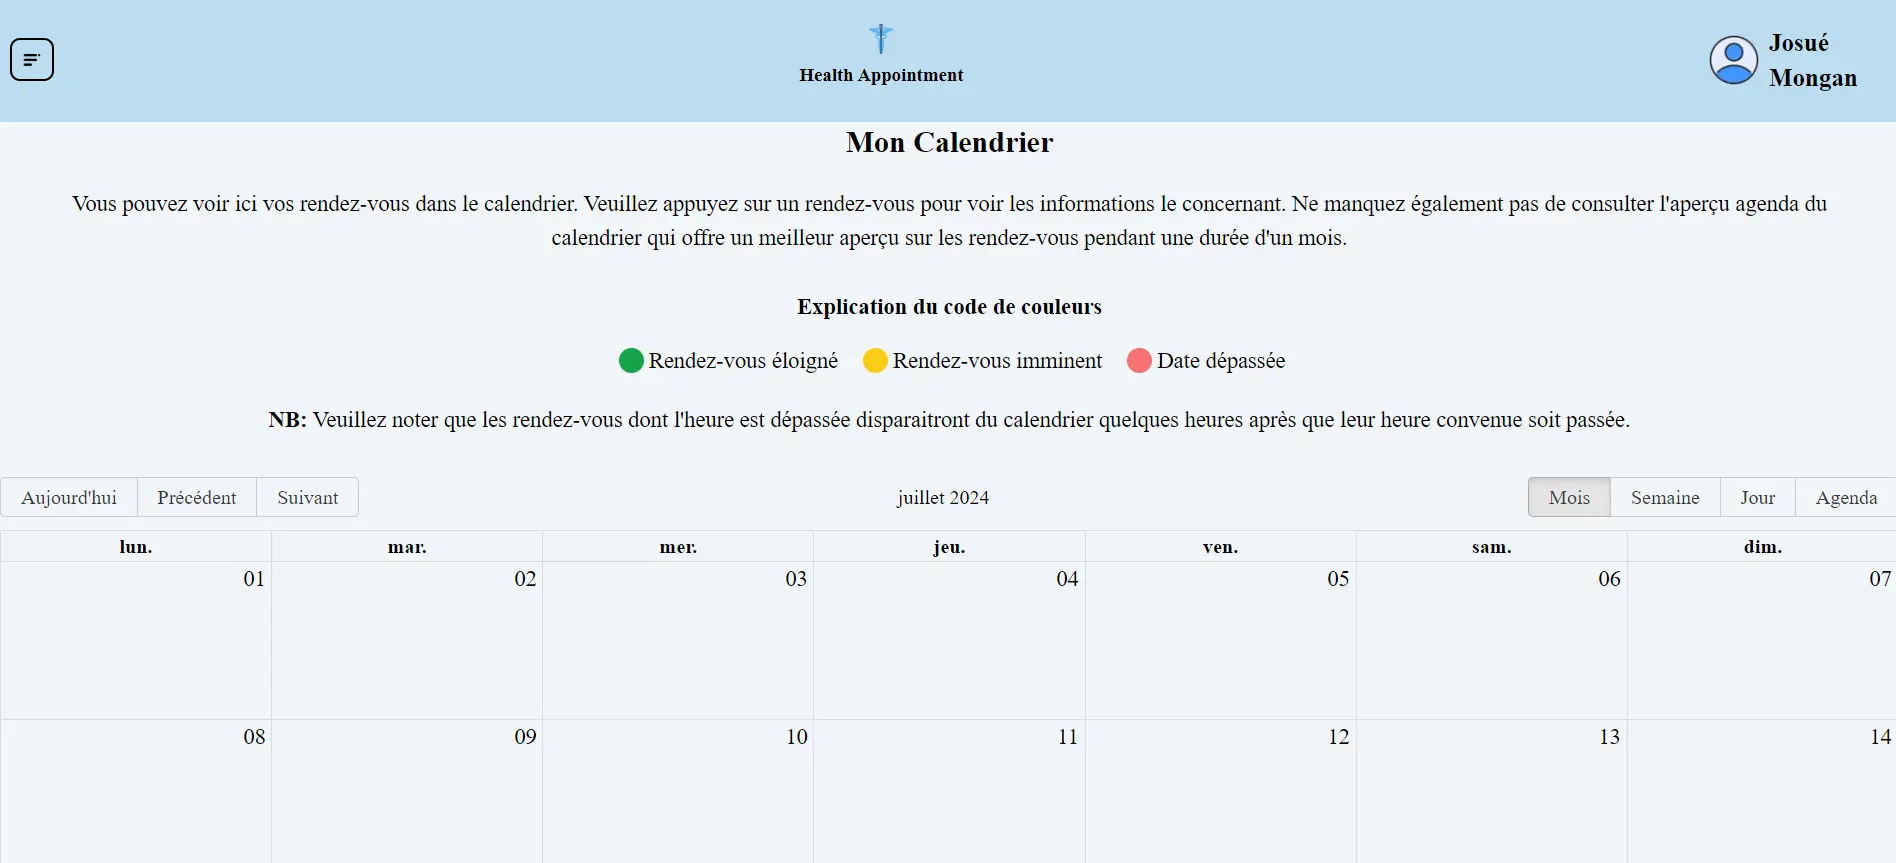 Health Appointment
Josué
Mongan
Mon Calendrier
Vous pouvez voir ici vos rendez-vous dans le calendrier. Veuillez appuyez sur un rendez-vous pour voir les informations le concernant. Ne manquez également pas de consulter l'aperçu agenda du
calendrier qui offre un meilleur aperçu sur les rendez-vous pendant une durée d'un mois.
Explication du code de couleurs
Rendez-vous éloigné Rendez-vous imminent Date dépassée
NB: Veuillez noter que les rendez-vous dont l'heure est dépassée disparaitront du calendrier quelques heures après que leur heure convenue soit passée.
Aujourd'hui Précédent Suivant juillet 2024 Mois Semaine Jour Agenda
lun. mar. mer. jeu. ven. sam. dim.
01 02 03 04 05 06 07
08 09 10 11 12 13 14